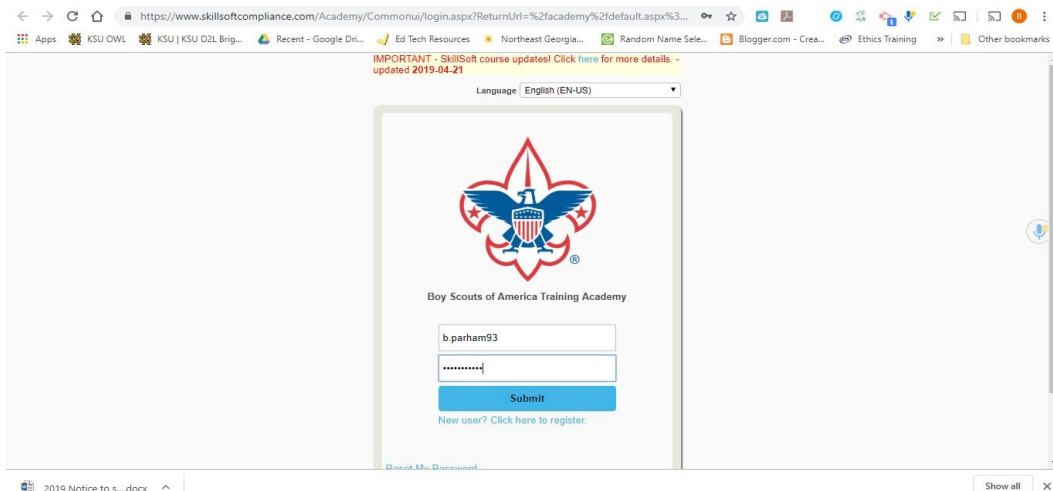 https://www.skillsoftcompliance.com/Academy/Commonui/login.aspx?ReturnUrl=%2facademy%2fdefault.aspx%3...
Apps KSU OWL KSU | KSU D2L Brig... Recent - Google Dri... Ed Tech Resources Northeast Georgia... Random Name Sele... Blogger.com - Crea... Ethics Training » Other bookmarks
IMPORTANT - SkillSoft course updates! Click here for more details. -
updated 2019-04-21
Language English (EN-US)
®
Boy Scouts of America Training Academy
b.parham93
•••••••••••
Submit
New user? Click here to register.
Reset My Password
2019 Notice to s....docx
Show all